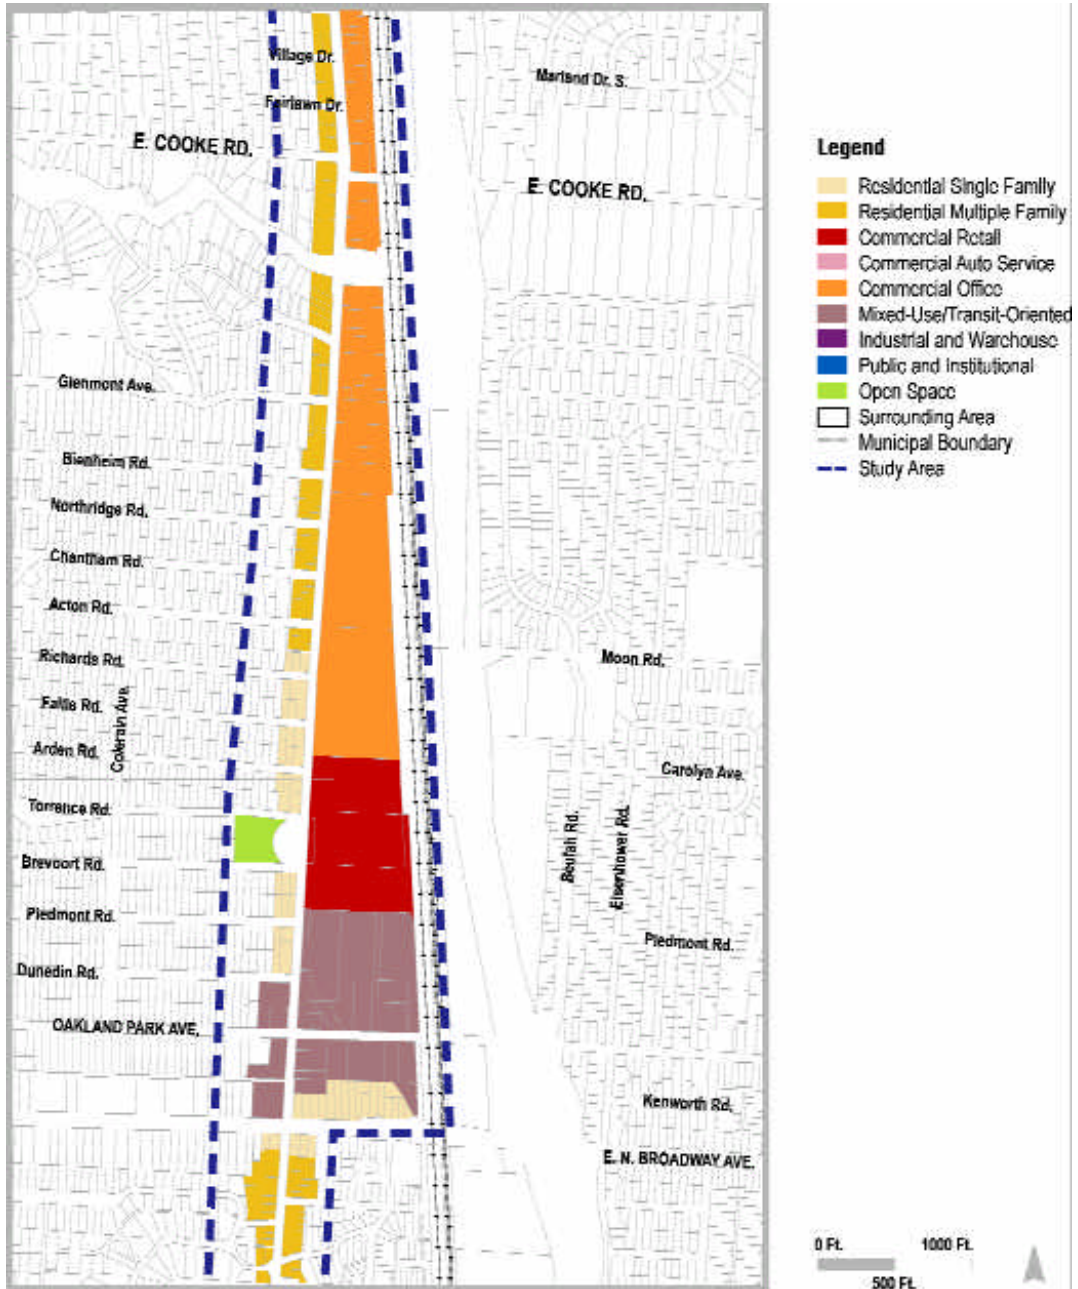 Village Dr.
Marland Dr. S.
Fairlawn Dr.
E. COOKE RD.
E. COOKE RD.
Glenmont Ave.
Blenheim Rd.
Northridge Rd.
Chantham Rd.
Acton Rd.
Richards Rd.
Moon Rd.
Fallis Rd.
Colerain Ave.
Arden Rd.
Carolyn Ave.
Torrence Rd.
Beulah Rd.
Eisenhower Rd.
Brevoort Rd.
Piedmont Rd.
Piedmont Rd.
Dunedin Rd.
OAKLAND PARK AVE.
Kenworth Rd.
E. N. BROADWAY AVE.
Legend
Residential Single Family
Residential Multiple Family
Commercial Retail
Commercial Auto Service
Commercial Office
Mixed-Use/Transit-Oriented
Industrial and Warehouse
Public and Institutional
Open Space
Surrounding Area
Municipal Boundary
Study Area
0 Ft. 1000 Ft.
500 Ft.